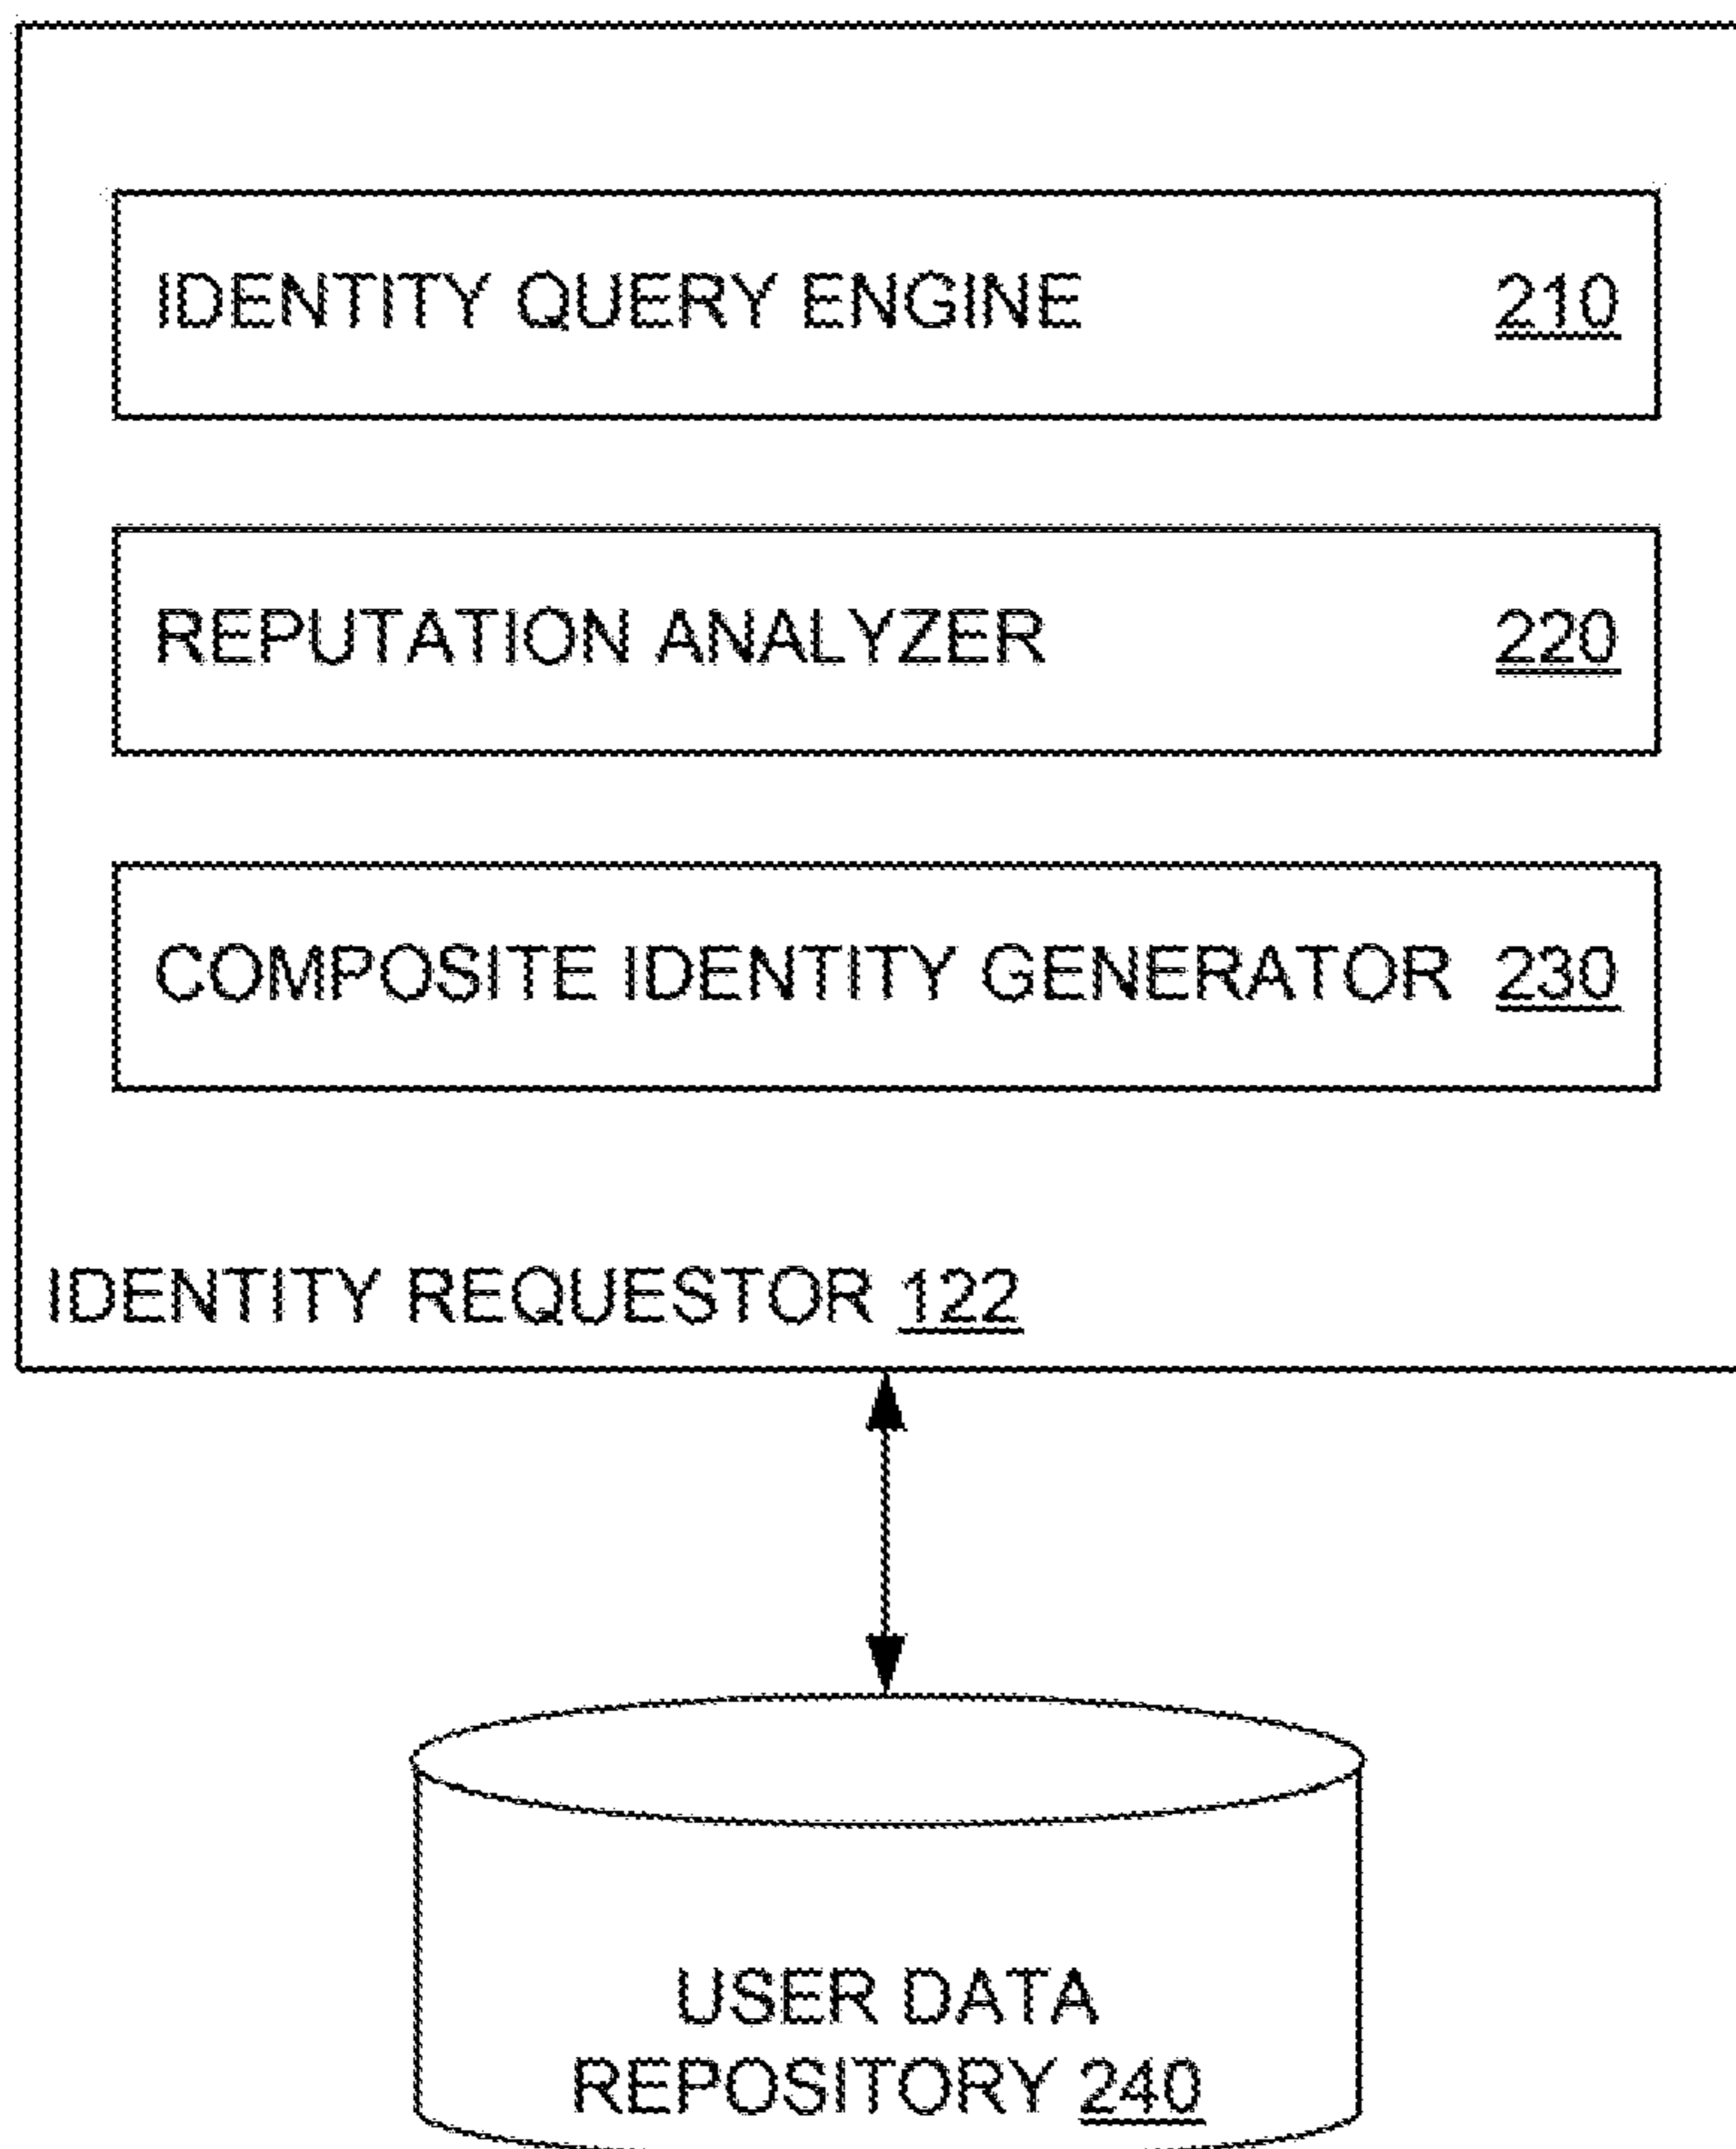 IDENTITY QUERY ENGINE 210
REPUTATION ANALYZER 220
COMPOSITE IDENTITY GENERATOR 230
IDENTITY REQUESTOR 122
USER DATA
REPOSITORY 240